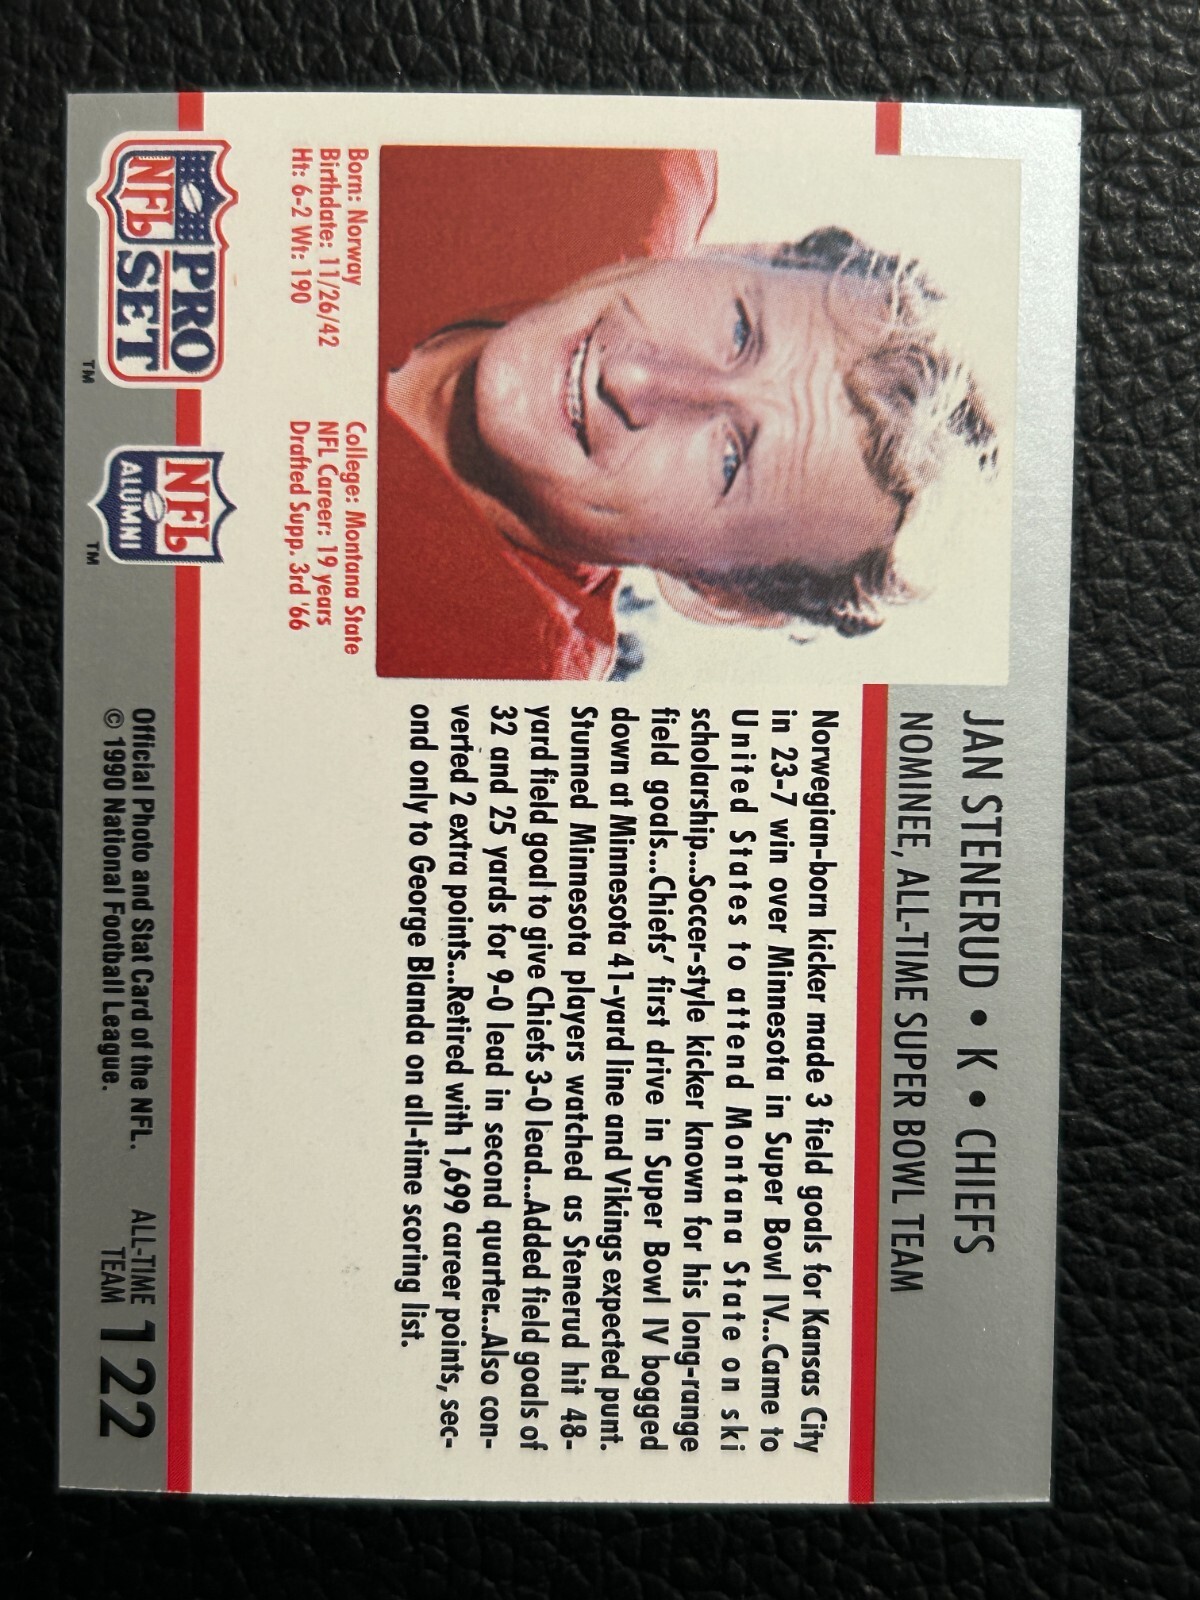 JAN STENERUD • K • CHIEFS
NOMINEE, ALL-TIME SUPER BOWL TEAM
Norwegian-born kicker made 3 field goals for Kansas City
in 23-7 win over Minnesota in Super Bowl IV...Came to
United States to attend Montana State on ski
scholarship...Soccer-style kicker known for his long-range
field goals...Chiefs' first drive in Super Bowl IV bogged
down at Minnesota 41-yard line and Vikings expected punt.
Stunned Minnesota players watched as Stenerud hit 48-
yard field goal to give Chiefs 3-0 lead...Added field goals of
32 and 25 yards for 9-0 lead in second quarter...Also con-
verted 2 extra points...Retired with 1,699 career points, sec-
ond only to George Blanda on all-time scoring list.
Born: Norway
Birthdate: 11/26/42
Ht: 6-2 Wt: 190
College: Montana State
NFL Career: 19 years
Drafted Supp. 3rd '66
NFL
PRO
SET
TM
NFL
ALUMNI
TM
Official Photo and Stat Card of the NFL.
© 1990 National Football League.
ALL-TIME
TEAM
122